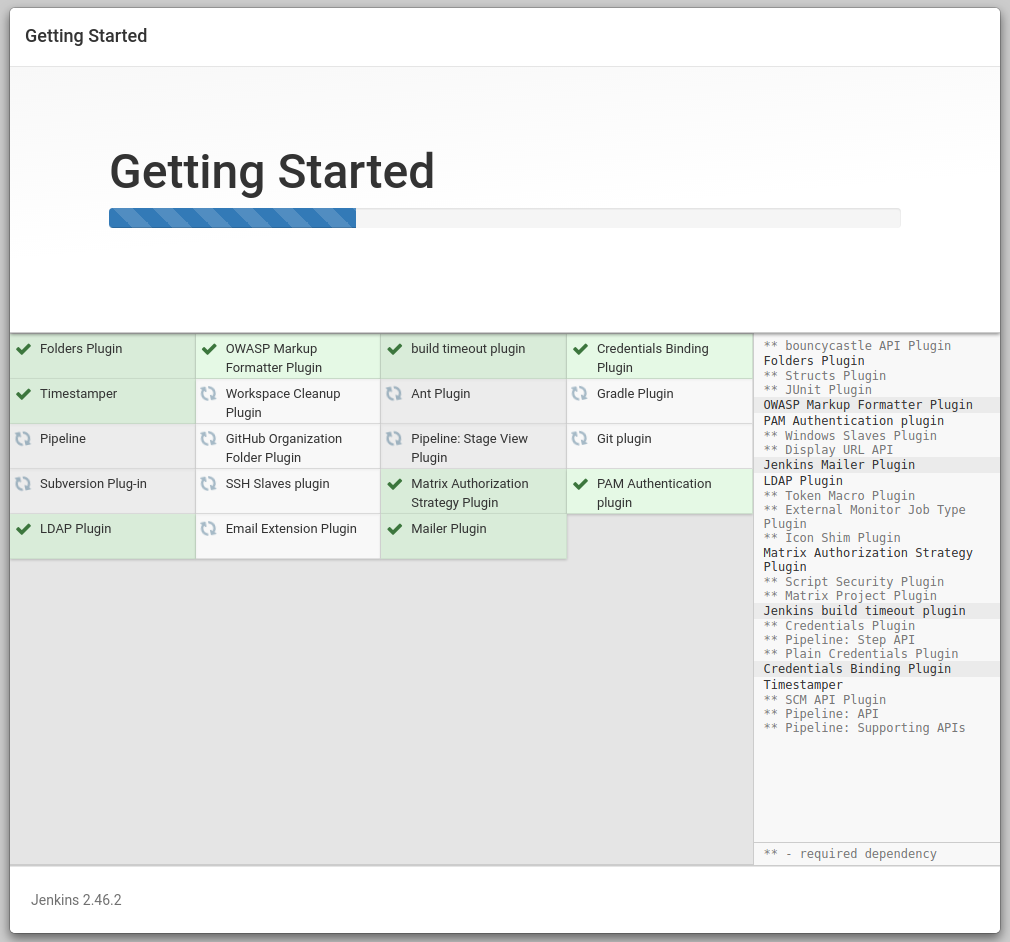 Getting Started
Getting Started
Folders Plugin
OWASP Markup
Formatter Plugin
build timeout plugin
Credentials Binding
Plugin
Timestamper
Workspace Cleanup
Plugin
Ant Plugin
Gradle Plugin
Pipeline
GitHub Organization
Folder Plugin
Pipeline: Stage View
Plugin
Git plugin
Subversion Plug-in
SSH Slaves plugin
Matrix Authorization
Strategy Plugin
PAM Authentication
plugin
LDAP Plugin
Email Extension Plugin
Mailer Plugin
** bouncycastle API Plugin
Folders Plugin
** Structs Plugin
** JUnit Plugin
OWASP Markup Formatter Plugin
PAM Authentication plugin
** Windows Slaves Plugin
** Display URL API
Jenkins Mailer Plugin
LDAP Plugin
** Token Macro Plugin
** External Monitor Job Type
Plugin
** Icon Shim Plugin
Matrix Authorization Strategy
Plugin
** Script Security Plugin
** Matrix Project Plugin
Jenkins build timeout plugin
** Credentials Plugin
** Pipeline: Step API
** Plain Credentials Plugin
Credentials Binding Plugin
Timestamper
** SCM API Plugin
** Pipeline: API
** Pipeline: Supporting APIs
** - required dependency
Jenkins 2.46.2